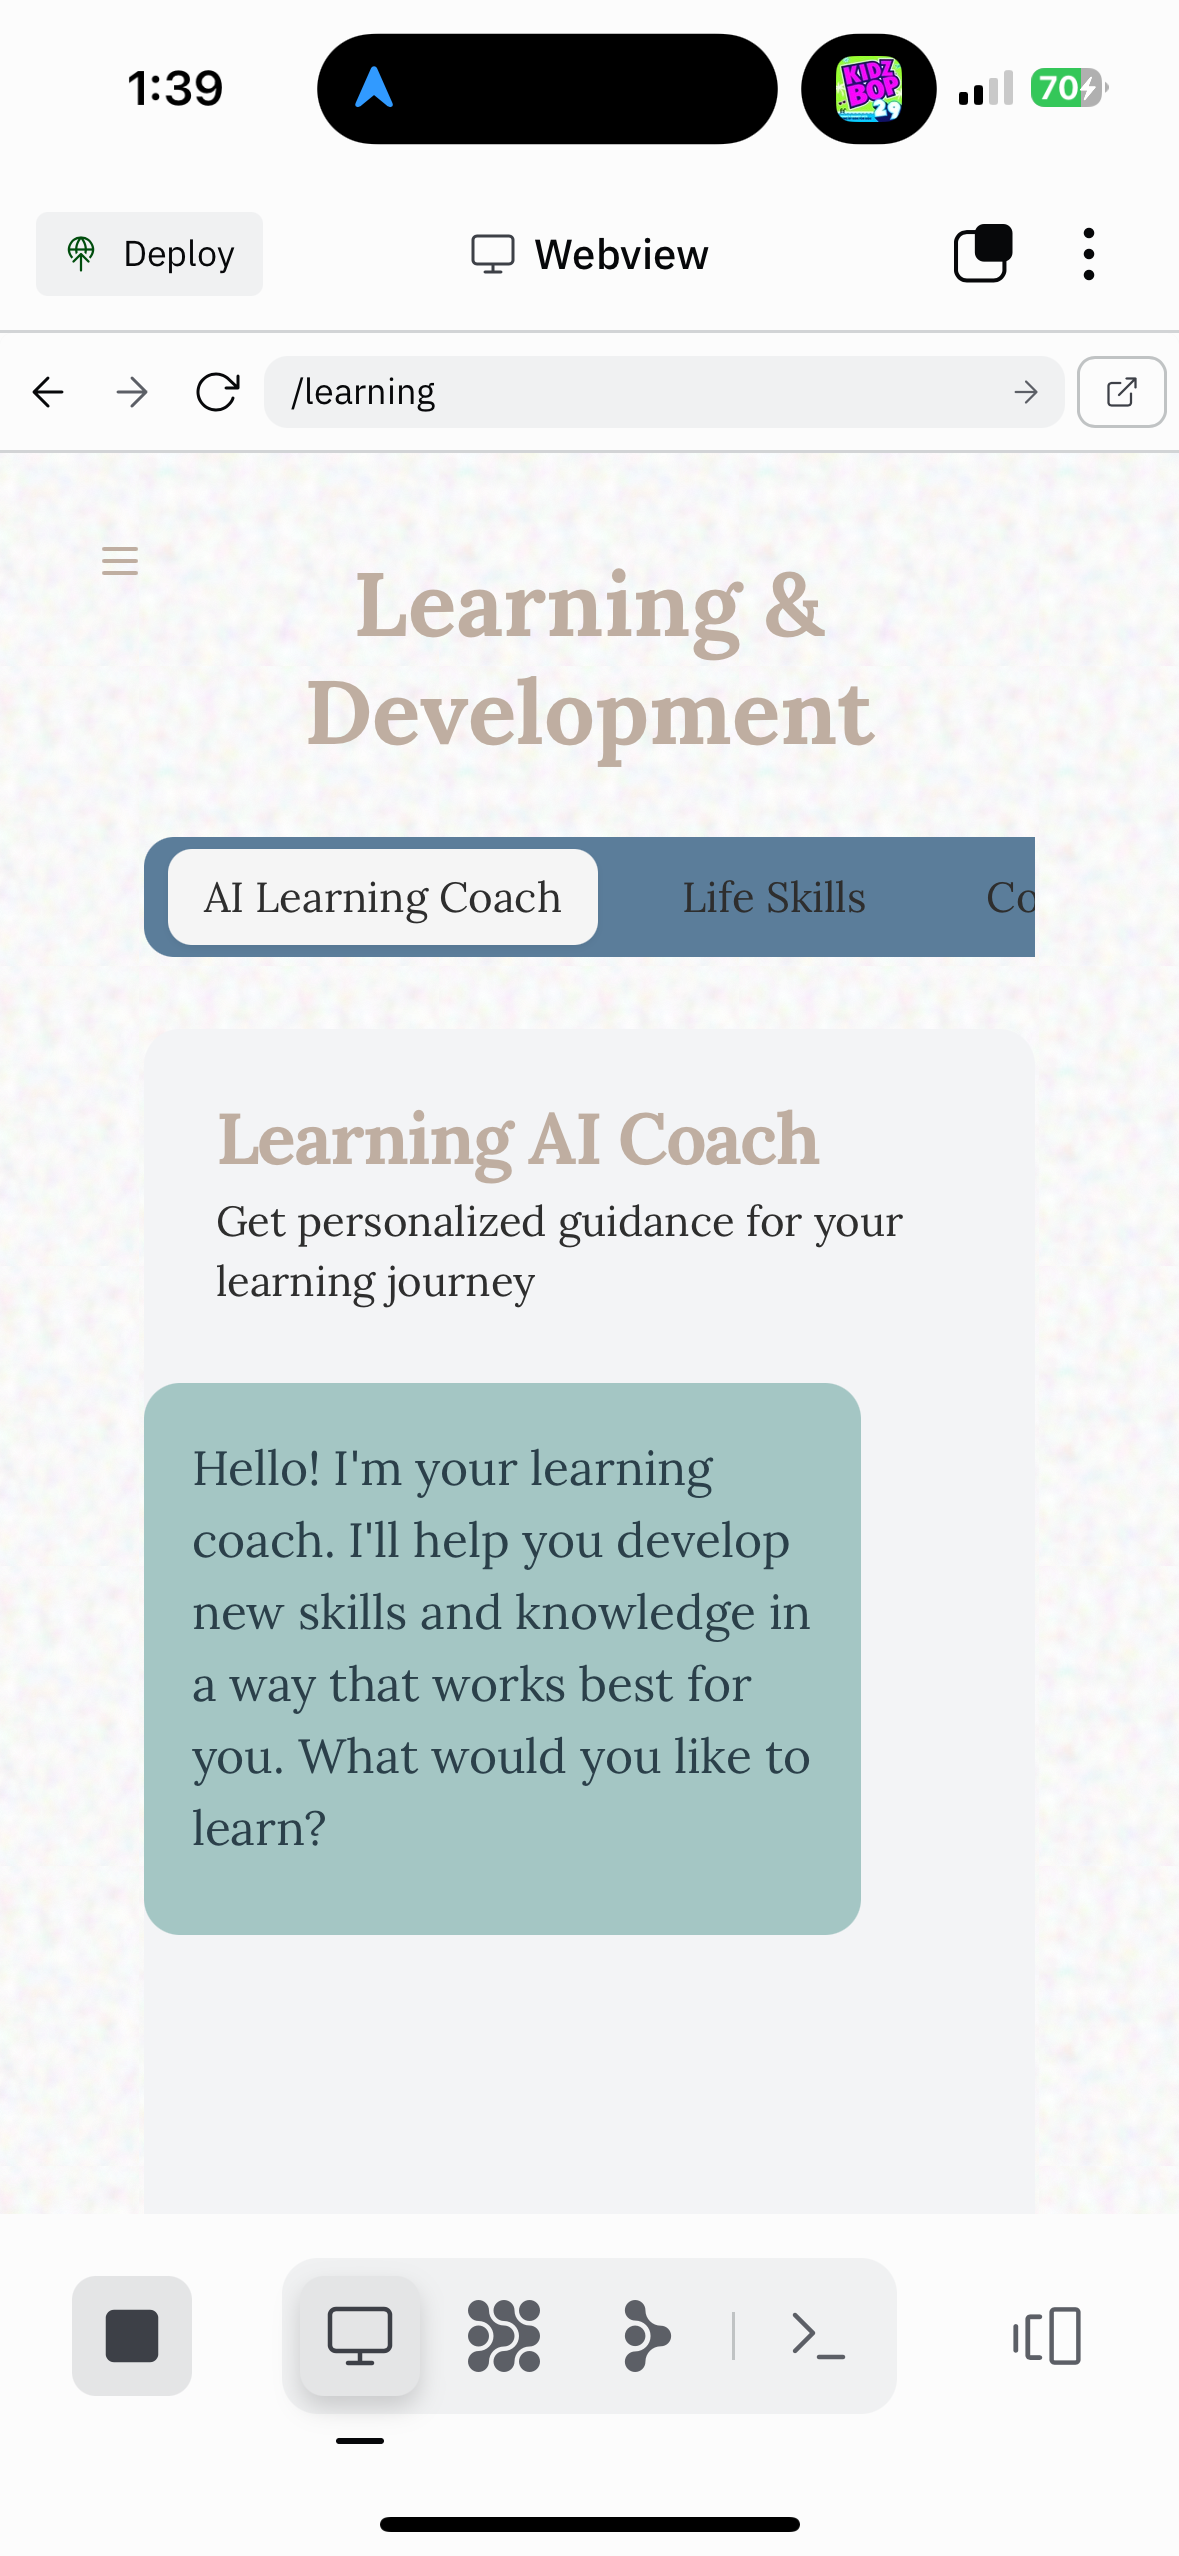 1:39
KIDZ
BOP
29
70
Deploy
Webview
/learning
Learning &
Development
AI Learning Coach
Life Skills
Co
Learning AI Coach
Get personalized guidance for your
learning journey
Hello! I'm your learning
coach. I'll help you develop
new skills and knowledge in
a way that works best for
you. What would you like to
learn?